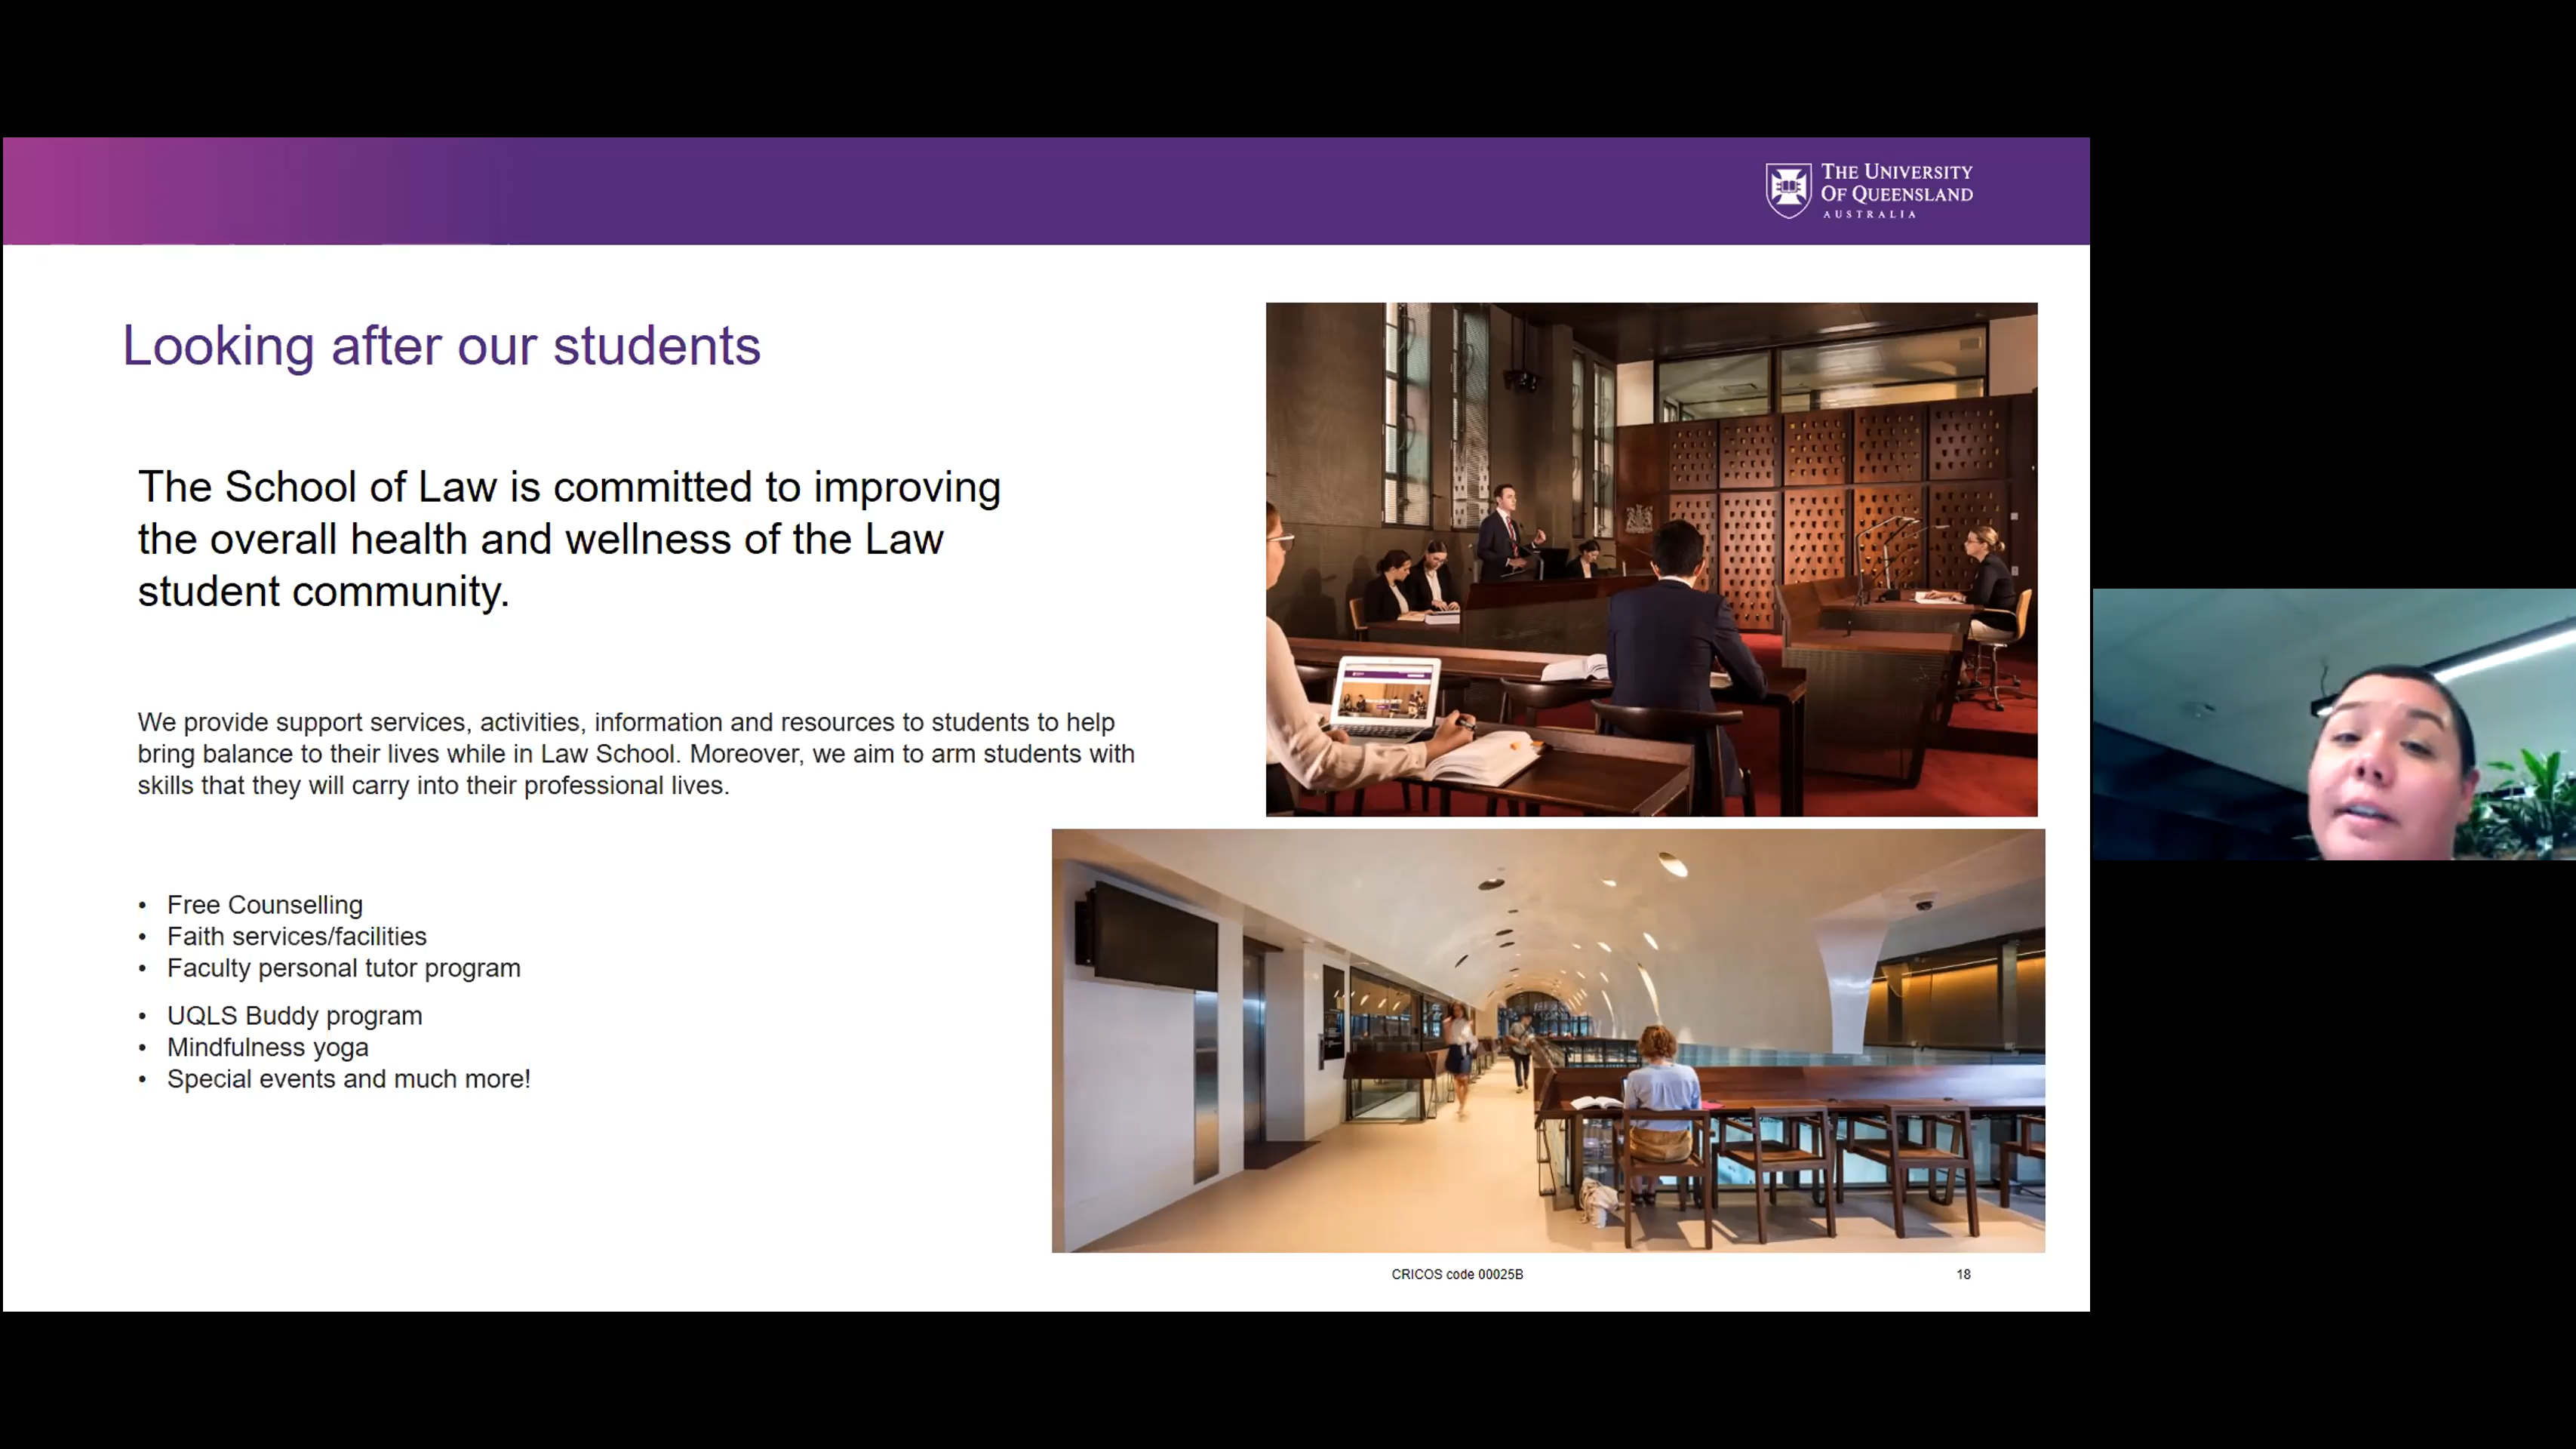 THE UNIVERSITY
OF QUEENSLAND
AUSTRALIA
Looking after our students
The School of Law is committed to improving
the overall health and wellness of the Law
student community.
We provide support services, activities, information and resources to students to help
bring balance to their lives while in Law School. Moreover, we aim to arm students with
skills that they will carry into their professional lives.
• Free Counselling
• Faith services/facilities
• Faculty personal tutor program
• UQLS Buddy program
• Mindfulness yoga
• Special events and much more!
CRICOS code 00025B
18